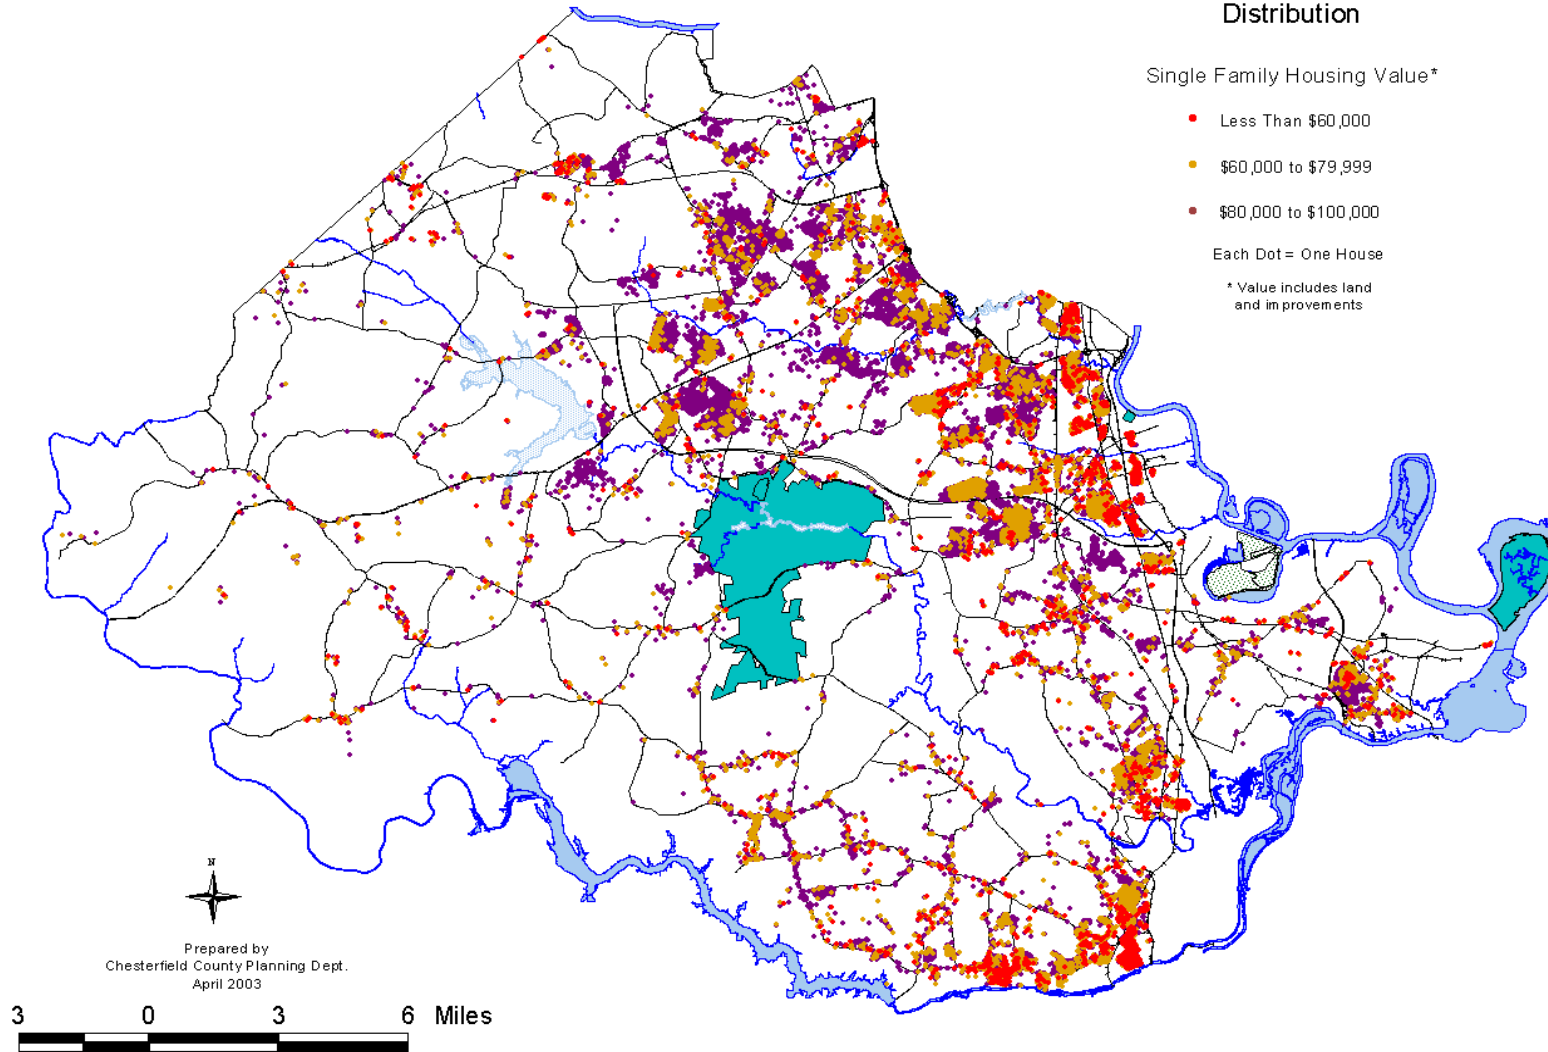 Distribution
Single Family Housing Value*
Less Than $60,000
$60,000 to $79,999
$80,000 to $100,000
Each Dot = One House
* Value includes land
and improvements
N
Prepared by
Chesterfield County Planning Dept.
April 2003
3 0 3 6 Miles